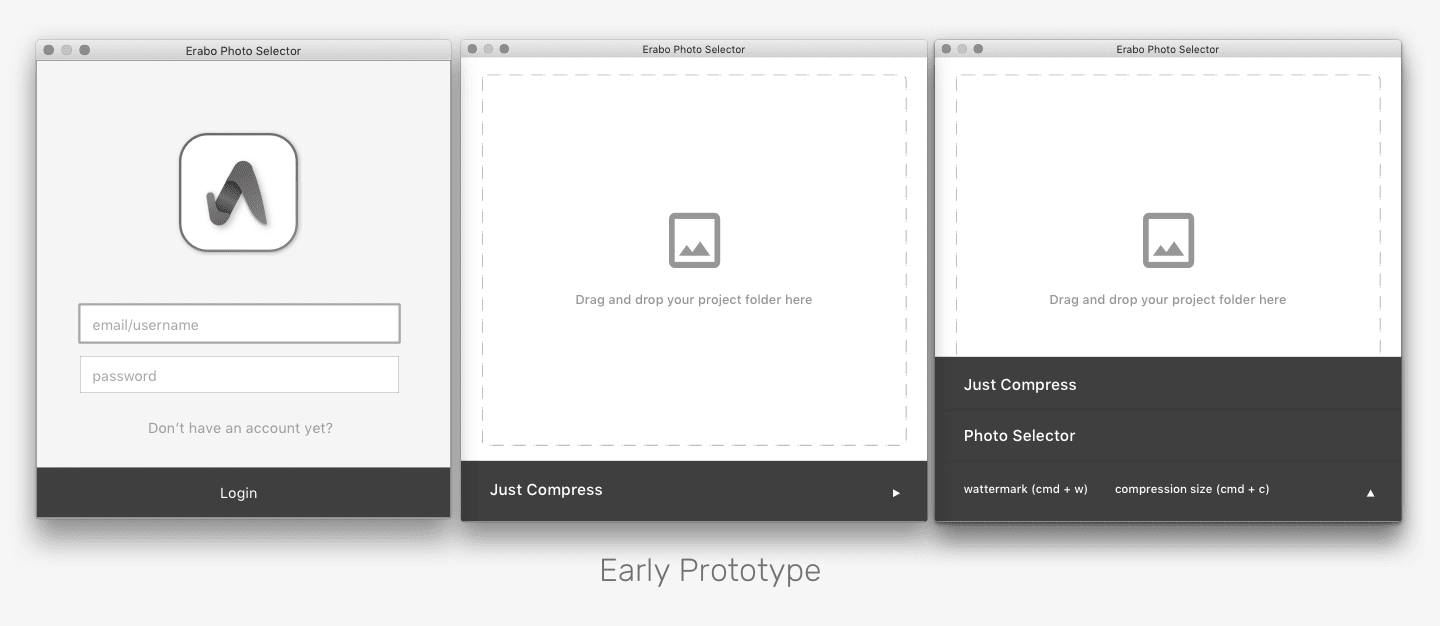 Erabo Photo Selector
email/username
password
Don't have an account yet?
Login
Erabo Photo Selector
Drag and drop your project folder here
Just Compress
Erabo Photo Selector
Drag and drop your project folder here
Just Compress
Photo Selector
wattermark (cmd + w) compression size (cmd + c)
Early Prototype